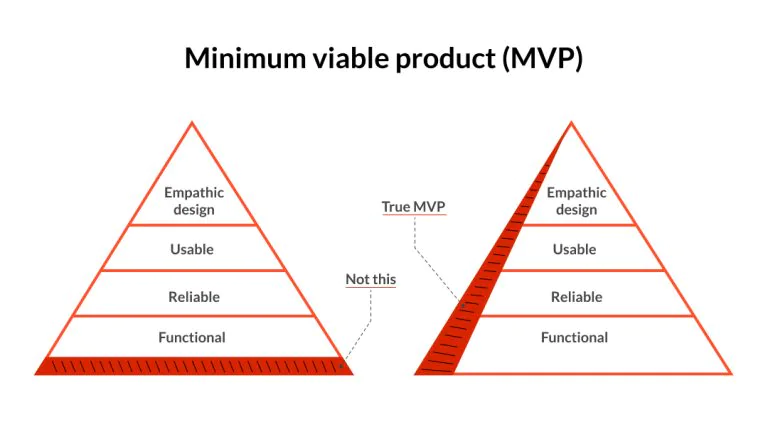 Minimum viable product (MVP)
Empathic
design
Usable
Reliable
Functional
Not this
True MVP
Empathic
design
Usable
Reliable
Functional